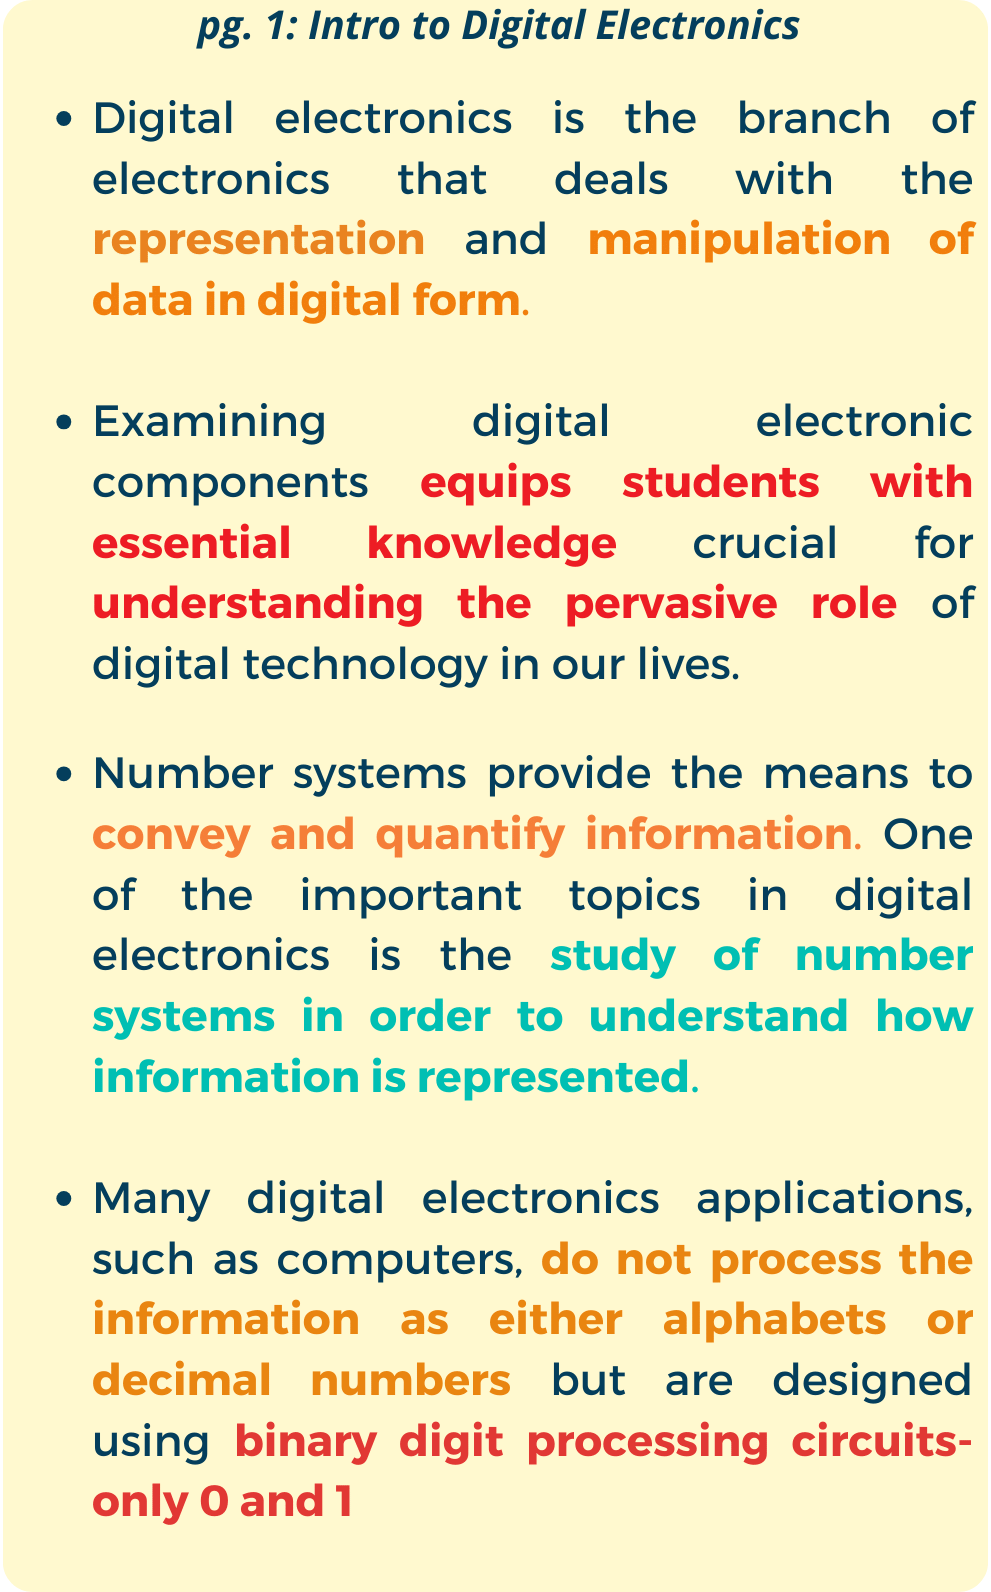 pg. 1: Intro to Digital Electronics
• Digital electronics is the branch of
electronics that deals with the
representation and manipulation of
data in digital form.
• Examining digital electronic
components equips students with
essential knowledge crucial for
understanding the pervasive role of
digital technology in our lives.
• Number systems provide the means to
convey and quantify information. One
of the important topics in digital
electronics is the study of number
systems in order to understand how
information is represented.
• Many digital electronics applications,
such as computers, do not process the
information as either alphabets or
decimal numbers but are designed
using binary digit processing circuits-
only 0 and 1